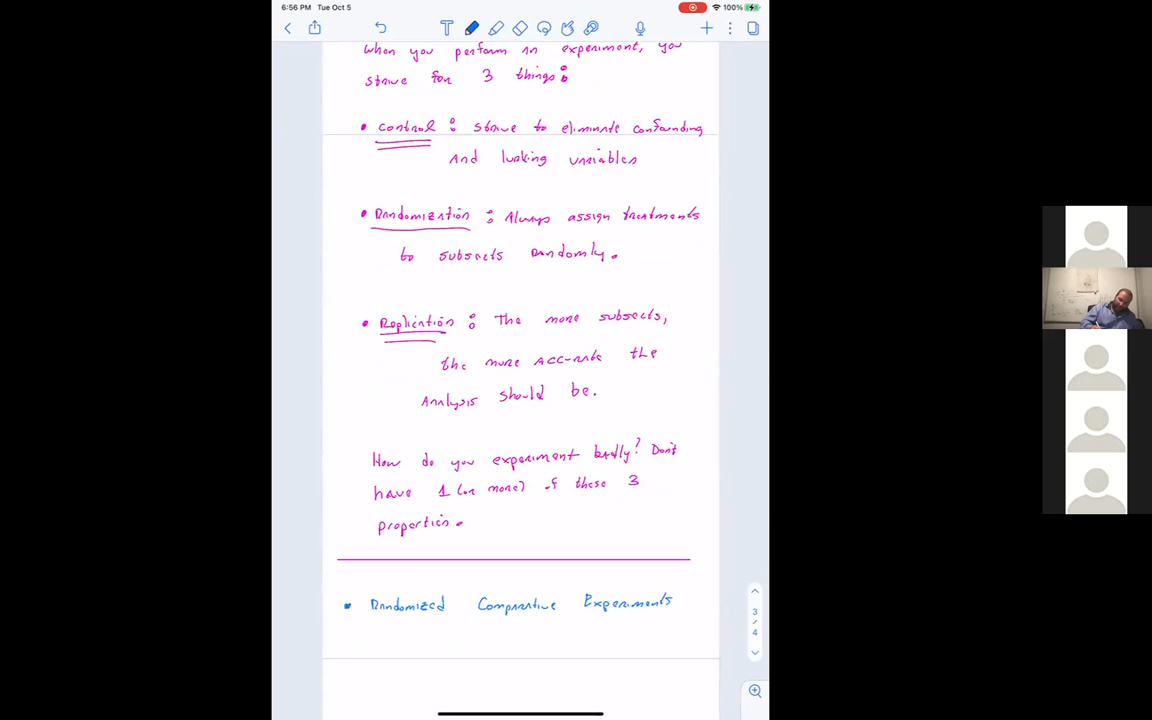 6:56 PM Tue Oct 5
100%
When you perform an experiment, you
strive for 3 things:
• Control : strive to eliminate confounding
and lurking variables
• Randomization : Always assign treatments
to subjects Randomly.
• Replication : The more subjects,
the more accurate the
Analysis should be.
How do you experiment badly? Don't
have 1 (or more) of these 3
properties.
• Randomized Comparative Experiments
3
/
4